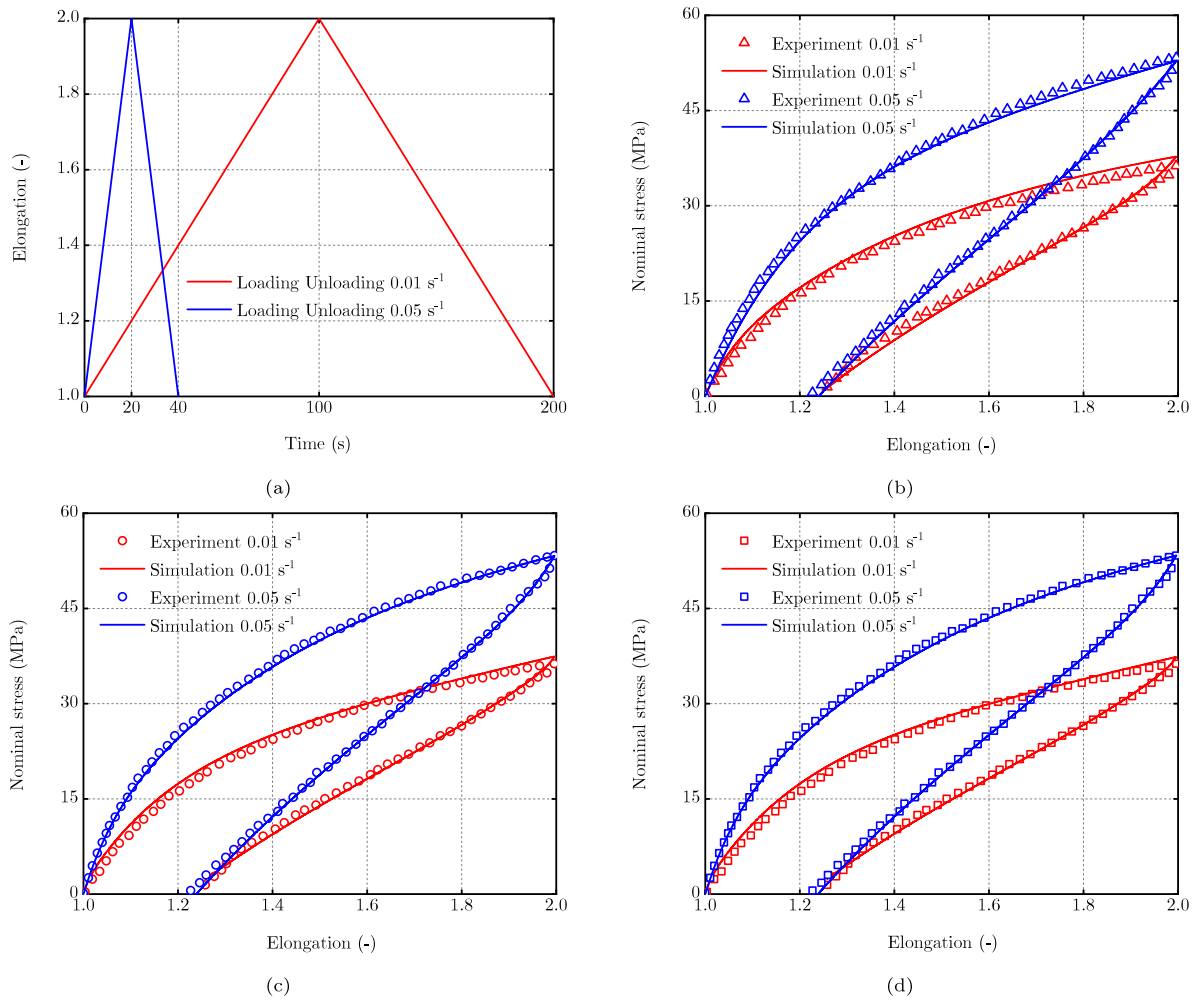 2.0
1.8
1.6
1.4
1.2
1.0
Elongation (-)
Loading Unloading 0.01 s⁻¹
Loading Unloading 0.05 s⁻¹
0 20 40 100 200
Time (s)
(a)
60
45
30
15
0
Nominal stress (MPa)
Experiment 0.01 s⁻¹
Simulation 0.01 s⁻¹
Experiment 0.05 s⁻¹
Simulation 0.05 s⁻¹
1.0 1.2 1.4 1.6 1.8 2.0
Elongation (-)
(b)
60
45
30
15
0
Nominal stress (MPa)
Experiment 0.01 s⁻¹
Simulation 0.01 s⁻¹
Experiment 0.05 s⁻¹
Simulation 0.05 s⁻¹
1.0 1.2 1.4 1.6 1.8 2.0
Elongation (-)
(c)
60
45
30
15
0
Nominal stress (MPa)
Experiment 0.01 s⁻¹
Simulation 0.01 s⁻¹
Experiment 0.05 s⁻¹
Simulation 0.05 s⁻¹
1.0 1.2 1.4 1.6 1.8 2.0
Elongation (-)
(d)